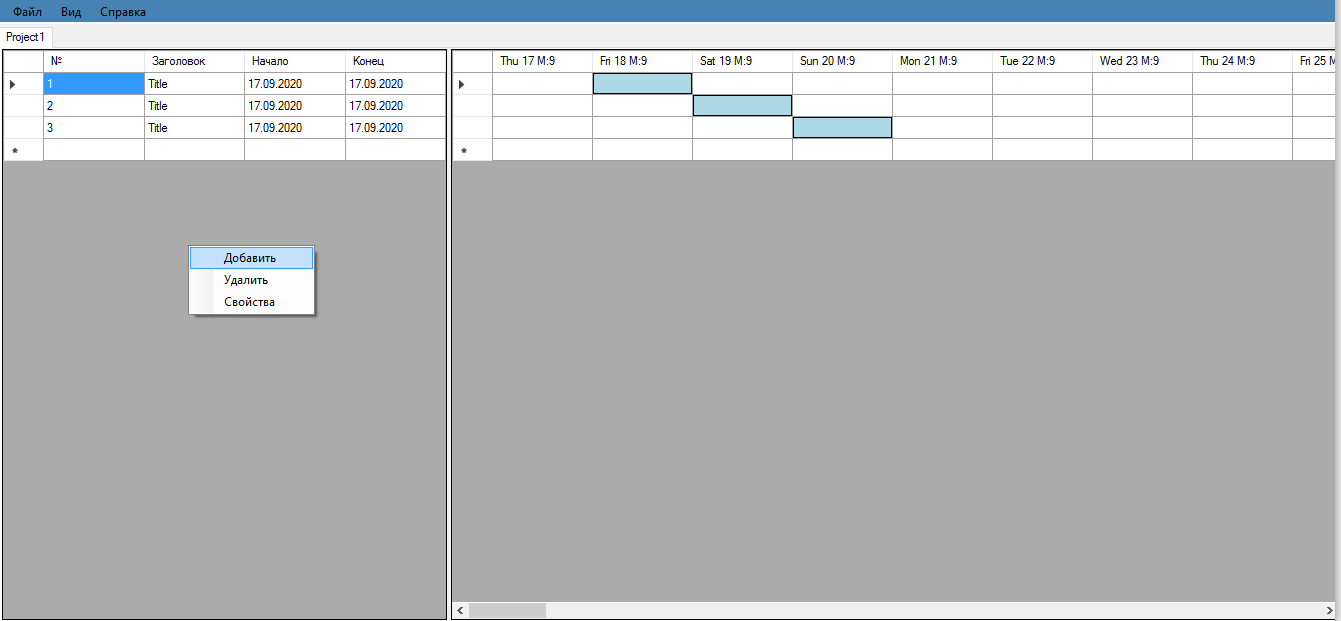 Файл Вид Справка
Project1
№ Заголовок Начало Конец
1 Title 17.09.2020 17.09.2020
2 Title 17.09.2020 17.09.2020
3 Title 17.09.2020 17.09.2020
*
Thu 17 M:9 Fri 18 M:9 Sat 19 M:9 Sun 20 M:9 Mon 21 M:9 Tue 22 M:9 Wed 23 M:9 Thu 24 M:9 Fri 25 M
*
Добавить
Удалить
Свойства